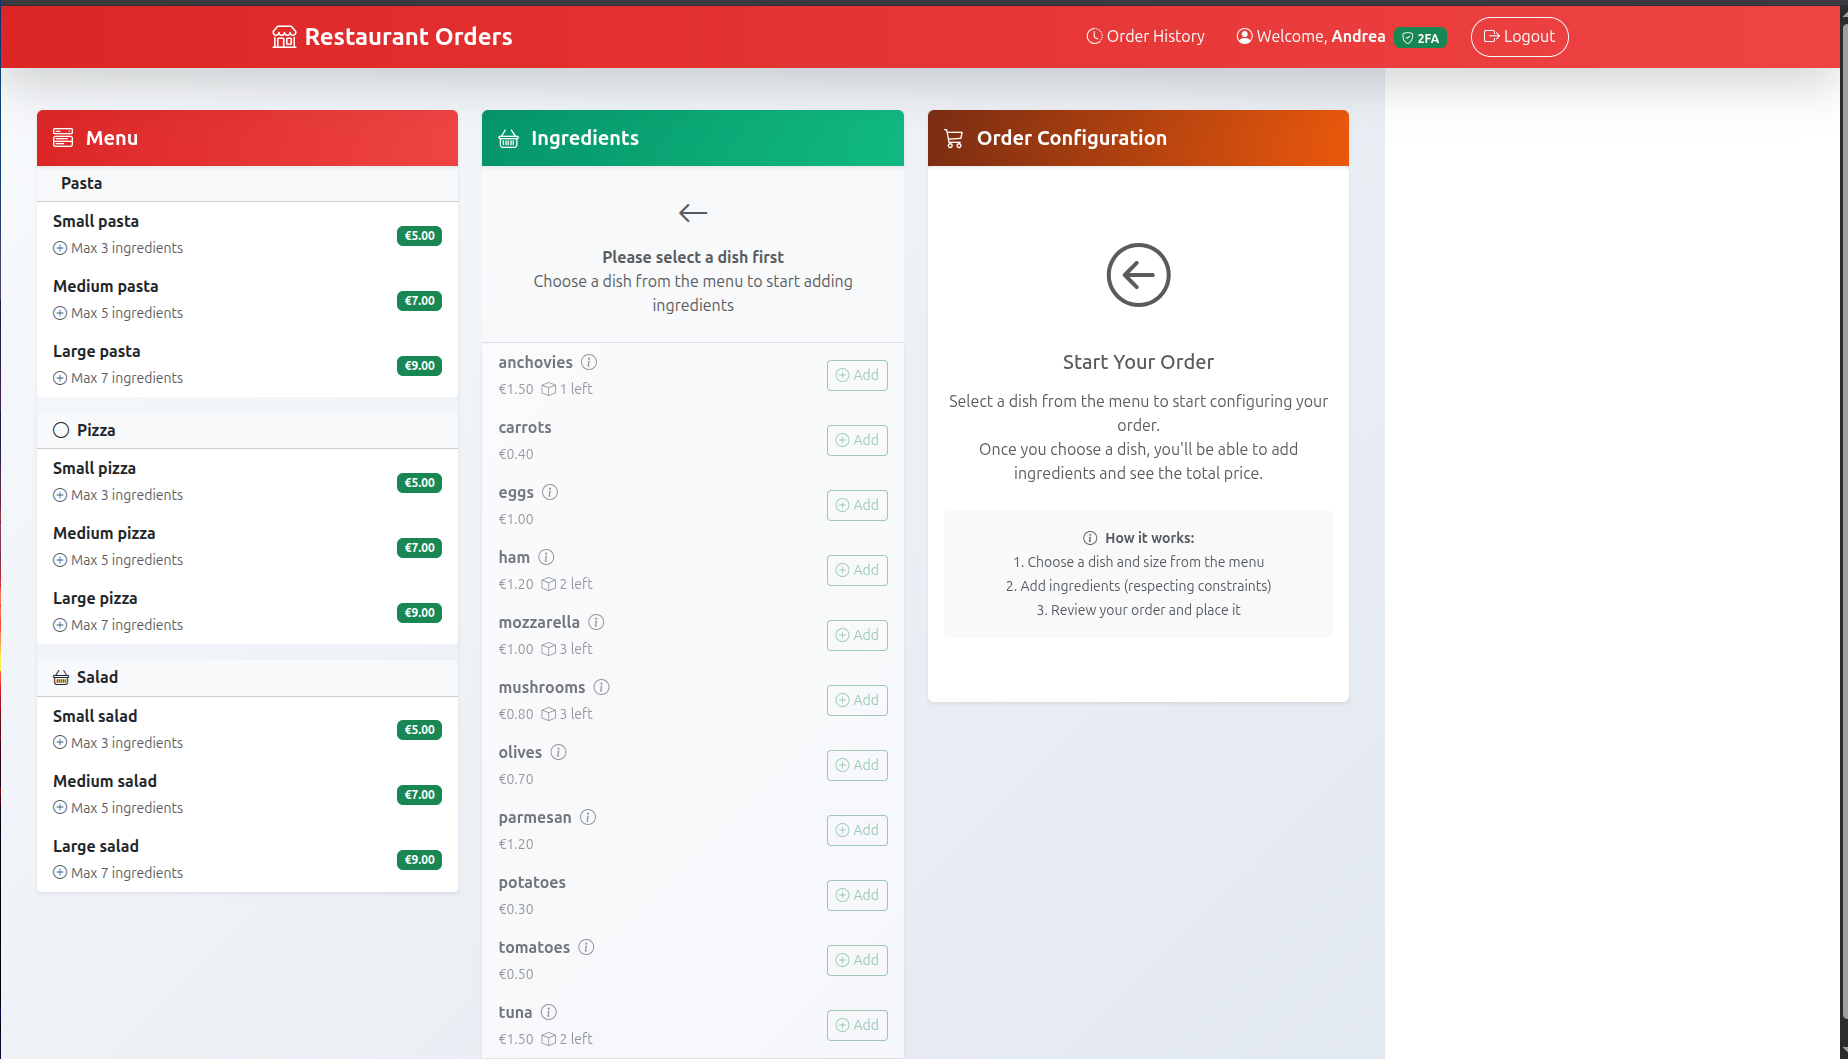 Restaurant Orders
Order History
Welcome, Andrea 2FA
Logout
Menu
Pasta
Small pasta
Max 3 ingredients
€5.00
Medium pasta
Max 5 ingredients
€7.00
Large pasta
Max 7 ingredients
€9.00
Pizza
Small pizza
Max 3 ingredients
€5.00
Medium pizza
Max 5 ingredients
€7.00
Large pizza
Max 7 ingredients
€9.00
Salad
Small salad
Max 3 ingredients
€5.00
Medium salad
Max 5 ingredients
€7.00
Large salad
Max 7 ingredients
€9.00
Ingredients
Please select a dish first
Choose a dish from the menu to start adding
ingredients
anchovies
€1.50 1 left
Add
carrots
€0.40
Add
eggs
€1.00
Add
ham
€1.20 2 left
Add
mozzarella
€1.00 3 left
Add
mushrooms
€0.80 3 left
Add
olives
€0.70
Add
parmesan
€1.20
Add
potatoes
€0.30
Add
tomatoes
€0.50
Add
tuna
€1.50 2 left
Add
Order Configuration
Start Your Order
Select a dish from the menu to start configuring your
order.
Once you choose a dish, you'll be able to add
ingredients and see the total price.
How it works:
1. Choose a dish and size from the menu
2. Add ingredients (respecting constraints)
3. Review your order and place it